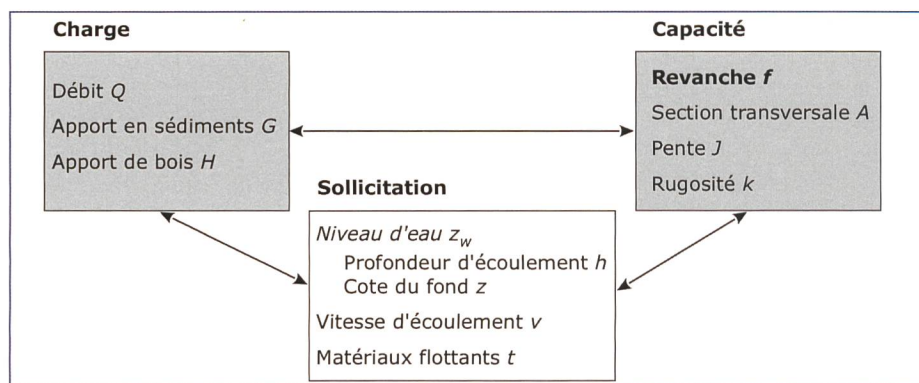 Charge
Débit Q
Apport en sédiments G
Apport de bois H
Capacité
Revanche f
Section transversale A
Pente J
Rugosité k
Sollicitation
Niveau d'eau zw
Profondeur d'écoulement h
Cote du fond z
Vitesse d'écoulement v
Matériaux flottants t